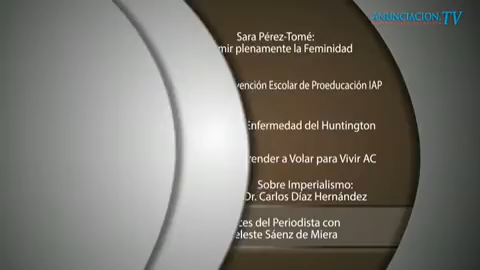 ANUNCIACION.TV
Sara Pérez-Tomé:
mir plenamente la Feminidad
vención Escolar de Proeducación IAP
Enfermedad del Huntington
render a Volar para Vivir AC
Sobre Imperialismo:
Dr. Carlos Díaz Hernández
ces del Periodista con
eleste Sáenz de Miera